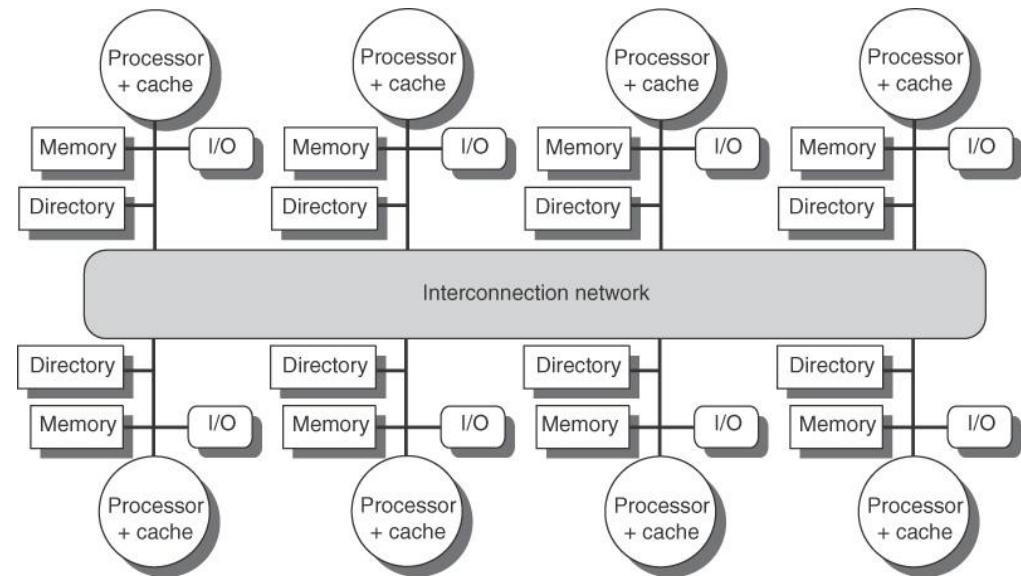 Processor
+ cache
Processor
+ cache
Processor
+ cache
Processor
+ cache
Memory
I/O
Memory
I/O
Memory
I/O
Memory
I/O
Directory
Directory
Directory
Directory
Interconnection network
Directory
Directory
Directory
Directory
Memory
I/O
Memory
I/O
Memory
I/O
Memory
I/O
Processor
+ cache
Processor
+ cache
Processor
+ cache
Processor
+ cache